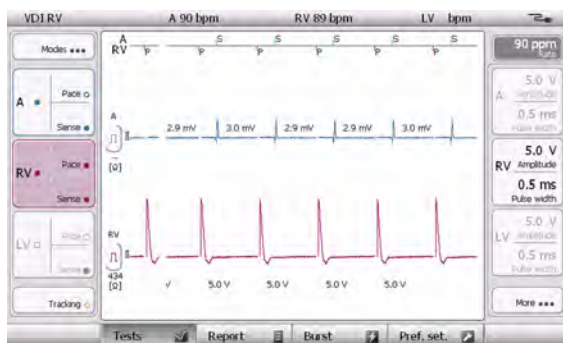 VDI RV A 90 bpm RV 89 bpm LV bpm
Modes
A
RV
S S S S S
P P P P P P
90 ppm
Rate
A
Pace
Sense
A
2.9 mV 3.0 mV 2.9 mV 2.9 mV 3.0 mV
[Ω]
5.0 V
A Amplitude
0.5 ms
Pulse width
RV
Pace
Sense
5.0 V
RV Amplitude
0.5 ms
Pulse width
LV
Pace
Sense
RV
434
[Ω]
√ 5.0 V 5.0 V 5.0 V 5.0 V
5.0 V
LV Amplitude
0.5 ms
Pulse width
Tracking
More
Tests Report Burst Pref. set.